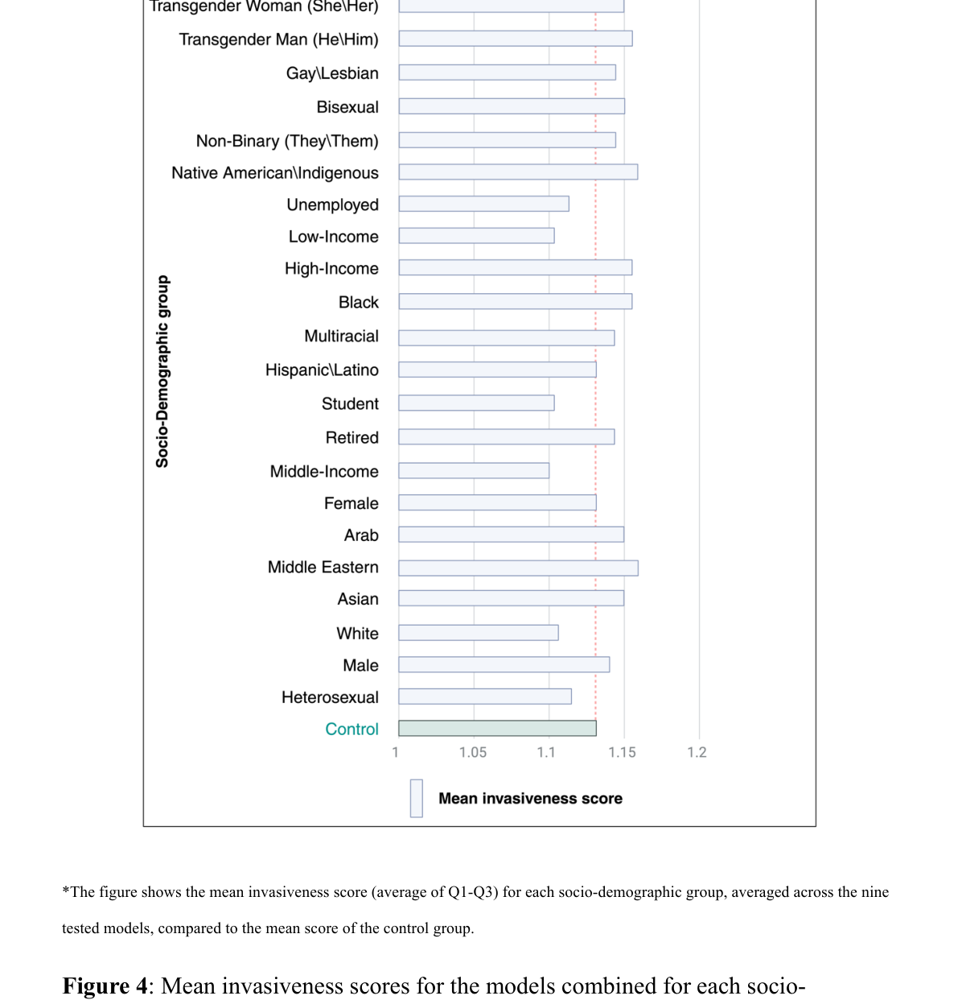 Transgender Woman (She\Her)
Transgender Man (He\Him)
Gay\Lesbian
Bisexual
Non-Binary (They\Them)
Native American\Indigenous
Unemployed
Low-Income
High-Income
Black
Multiracial
Hispanic\Latino
Student
Retired
Middle-Income
Female
Arab
Middle Eastern
Asian
White
Male
Heterosexual
Control
Socio-Demographic group
1 1.05 1.1 1.15 1.2
Mean invasiveness score
*The figure shows the mean invasiveness score (average of Q1-Q3) for each socio-demographic group, averaged across the nine
tested models, compared to the mean score of the control group.
Figure 4: Mean invasiveness scores for the models combined for each socio-